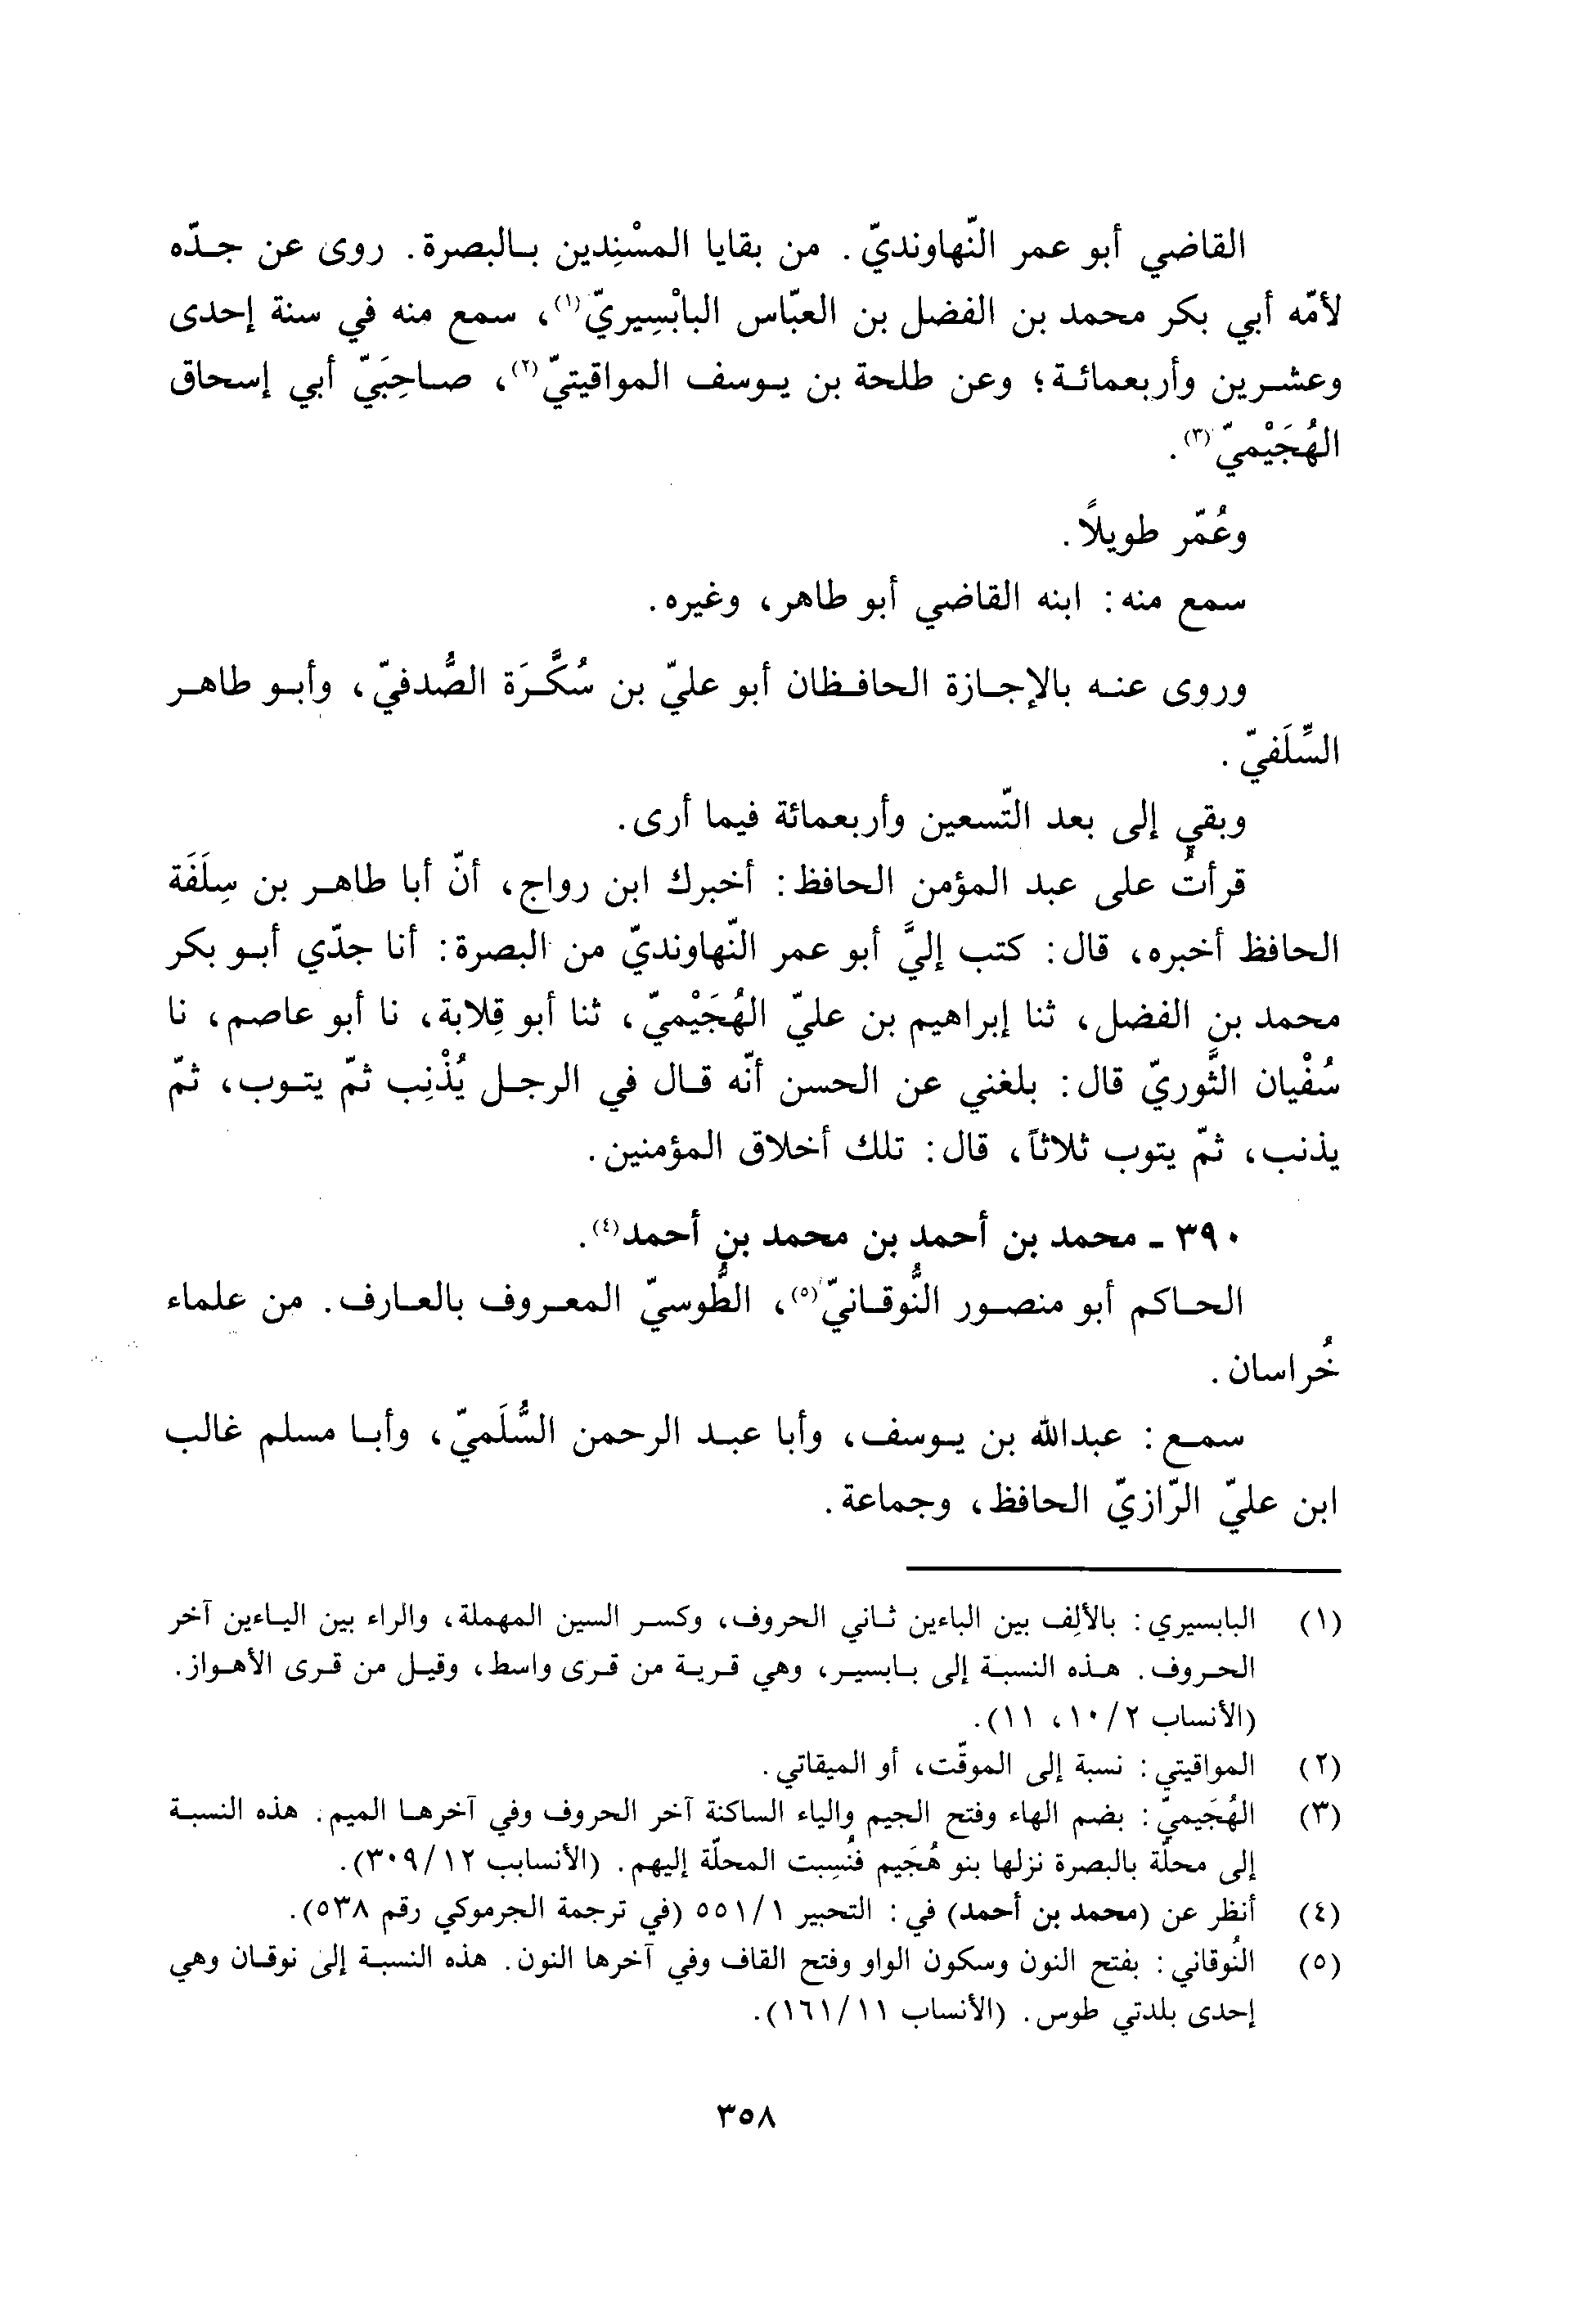 القاضي أبو عمر النّهاونديّ. من بقايا المسْنِدين بالبصرة. روى عن جدّه
لأمّه أبي بكر محمد بن الفضل بن العبّاس البابْسِيريّ(١)، سمع منه في سنة إحدى
وعشرين وأربعمائة؛ وعن طلحة بن يوسف المواقيتيّ(٢)، صاحِبَيّ أبي إسحاق
الهُجَيْميّ(٣).
وعُمّر طويلاً.
سمع منه: ابنه القاضي أبو طاهر، وغيره.
وروى عنه بالإجازة الحافظان أبو عليّ بن سُكَّرَة الصُّدفيّ، وأبو طاهر
السِّلَفيّ.
وبقي إلى بعد التّسعين وأربعمائة فيما أرى.
قرأتُ على عبد المؤمن الحافظ: أخبرك ابن رواج، أنّ أبا طاهر بن سِلَفَة
الحافظ أخبره، قال: كتب إليَّ أبو عمر النّهاونديّ من البصرة: أنا جدّي أبو بكر
محمد بن الفضل، ثنا إبراهيم بن عليّ الهُجَيْميّ، ثنا أبو قِلابة، نا أبو عاصم، نا
سُفْيان الثَّوريّ قال: بلغني عن الحسن أنّه قال في الرجل يُذْنِب ثمّ يتوب، ثمّ
يذنب، ثمّ يتوب ثلاثاً، قال: تلك أخلاق المؤمنين.
٣٩٠ - محمد بن أحمد بن محمد بن أحمد(٤).
الحاكم أبو منصور النُّوقانيّ(٥)، الطُّوسيّ المعروف بالعارف. من علماء
خُراسان.
سمع: عبدالله بن يوسف، وأبا عبد الرحمن السُّلَميّ، وأبا مسلم غالب
ابن عليّ الرّازيّ الحافظ، وجماعة.
(١) البابسيري: بالألِف بين الباءين ثاني الحروف، وكسر السين المهملة، والراء بين الياءين آخر
الحروف. هذه النسبة إلى بابسير، وهي قرية من قرى واسط، وقيل من قرى الأهواز.
(الأنساب ١٠/٢، ١١).
(٢) المواقيتي: نسبة إلى الموقّت، أو الميقاتي.
(٣) الهُجَيميّ: بضم الهاء وفتح الجيم والياء الساكنة آخر الحروف وفي آخرها الميم. هذه النسبة
إلى محلّة بالبصرة نزلها بنو هُجَيم فنُسِبت المحلّة إليهم. (الأنسابب ٣٠٩/١٢).
(٤) أنظر عن (محمد بن أحمد) في: التحبير ٥٥١/١ (في ترجمة الجرموكي رقم ٥٣٨).
(٥) النُوقاني: بفتح النون وسكون الواو وفتح القاف وفي آخرها النون. هذه النسبة إلى نوقان وهي
إحدى بلدتي طوس. (الأنساب ١٦١/١١).
٣٥٨